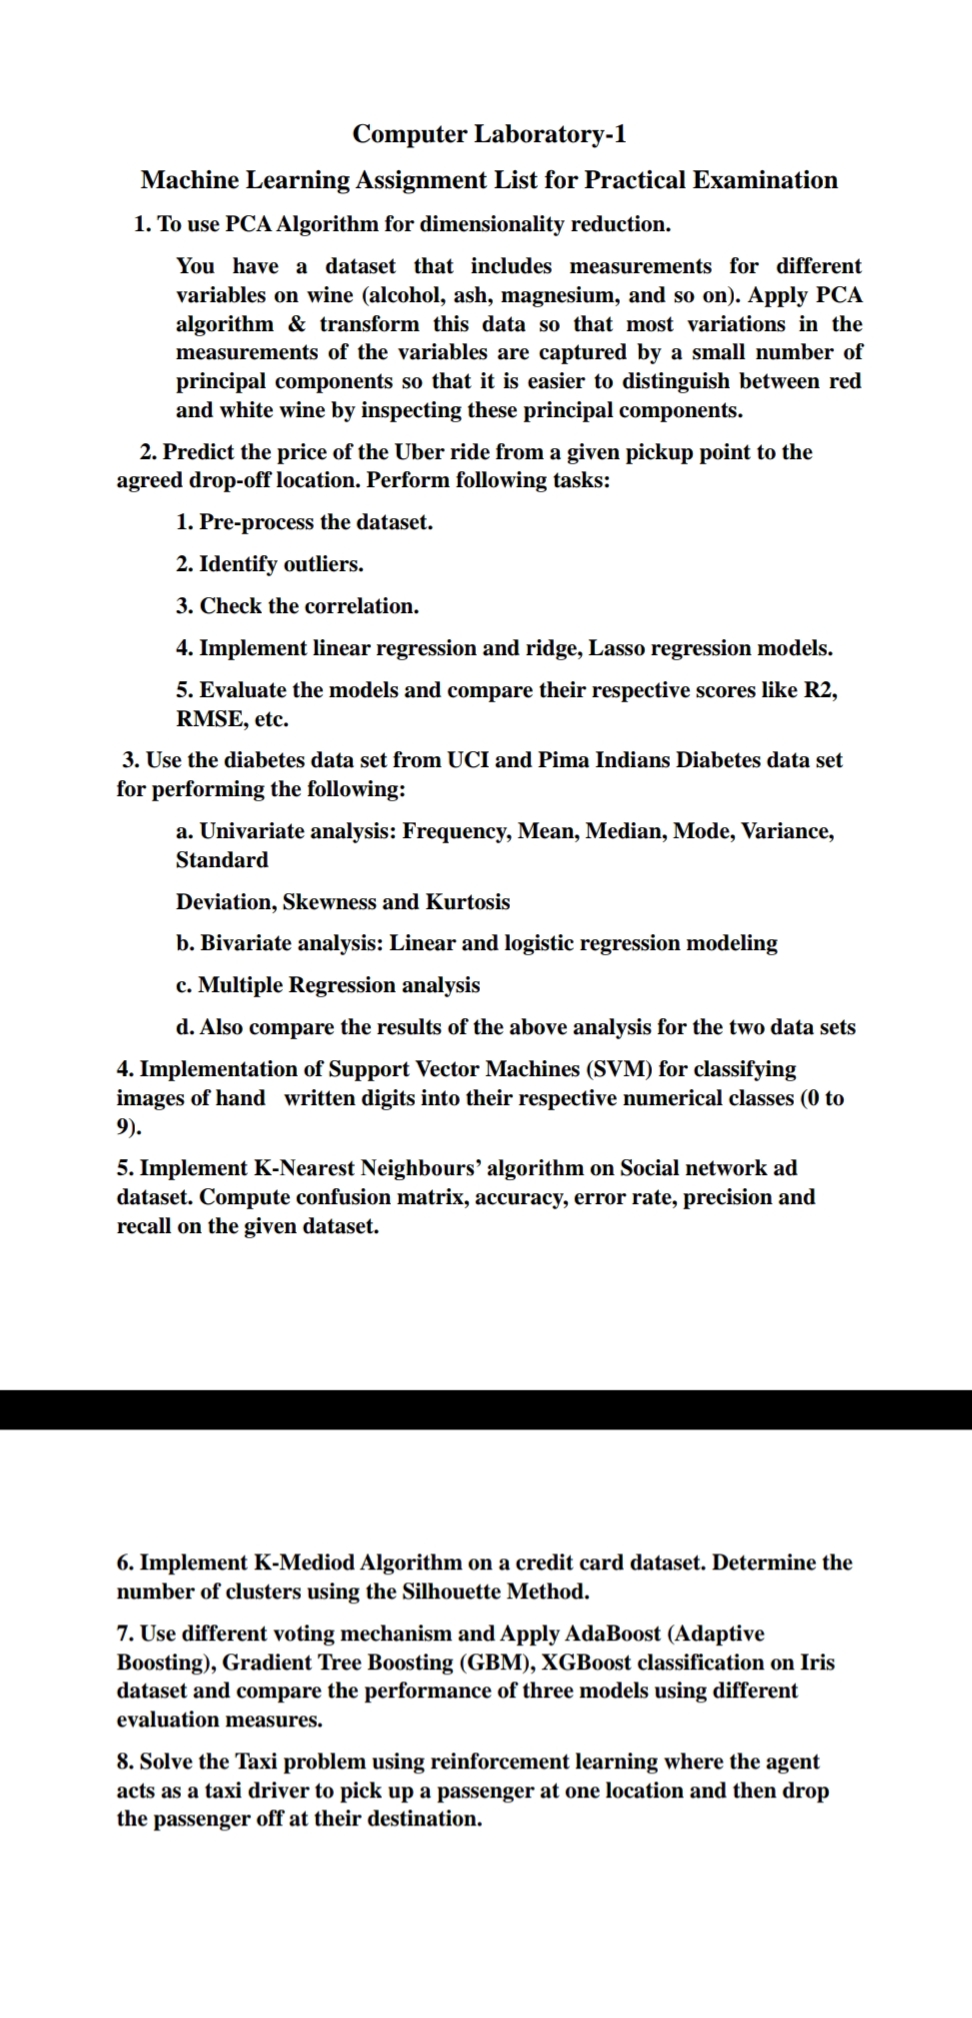 Computer Laboratory-1
Machine Learning Assignment List for Practical Examination
1. To use PCA Algorithm for dimensionality reduction.
You have a dataset that includes measurements for different
variables on wine (alcohol, ash, magnesium, and so on). Apply PCA
algorithm & transform this data so that most variations in the
measurements of the variables are captured by a small number of
principal components so that it is easier to distinguish between red
and white wine by inspecting these principal components.
2. Predict the price of the Uber ride from a given pickup point to the
agreed drop-off location. Perform following tasks:
1. Pre-process the dataset.
2. Identify outliers.
3. Check the correlation.
4. Implement linear regression and ridge, Lasso regression models.
5. Evaluate the models and compare their respective scores like R2,
RMSE, etc.
3. Use the diabetes data set from UCI and Pima Indians Diabetes data set
for performing the following:
a. Univariate analysis: Frequency, Mean, Median, Mode, Variance,
Standard
Deviation, Skewness and Kurtosis
b. Bivariate analysis: Linear and logistic regression modeling
c. Multiple Regression analysis
d. Also compare the results of the above analysis for the two data sets
4. Implementation of Support Vector Machines (SVM) for classifying
images of hand written digits into their respective numerical classes (0 to
9).
5. Implement K-Nearest Neighbours’ algorithm on Social network ad
dataset. Compute confusion matrix, accuracy, error rate, precision and
recall on the given dataset.
6. Implement K-Mediod Algorithm on a credit card dataset. Determine the
number of clusters using the Silhouette Method.
7. Use different voting mechanism and Apply AdaBoost (Adaptive
Boosting), Gradient Tree Boosting (GBM), XGBoost classification on Iris
dataset and compare the performance of three models using different
evaluation measures.
8. Solve the Taxi problem using reinforcement learning where the agent
acts as a taxi driver to pick up a passenger at one location and then drop
the passenger off at their destination.